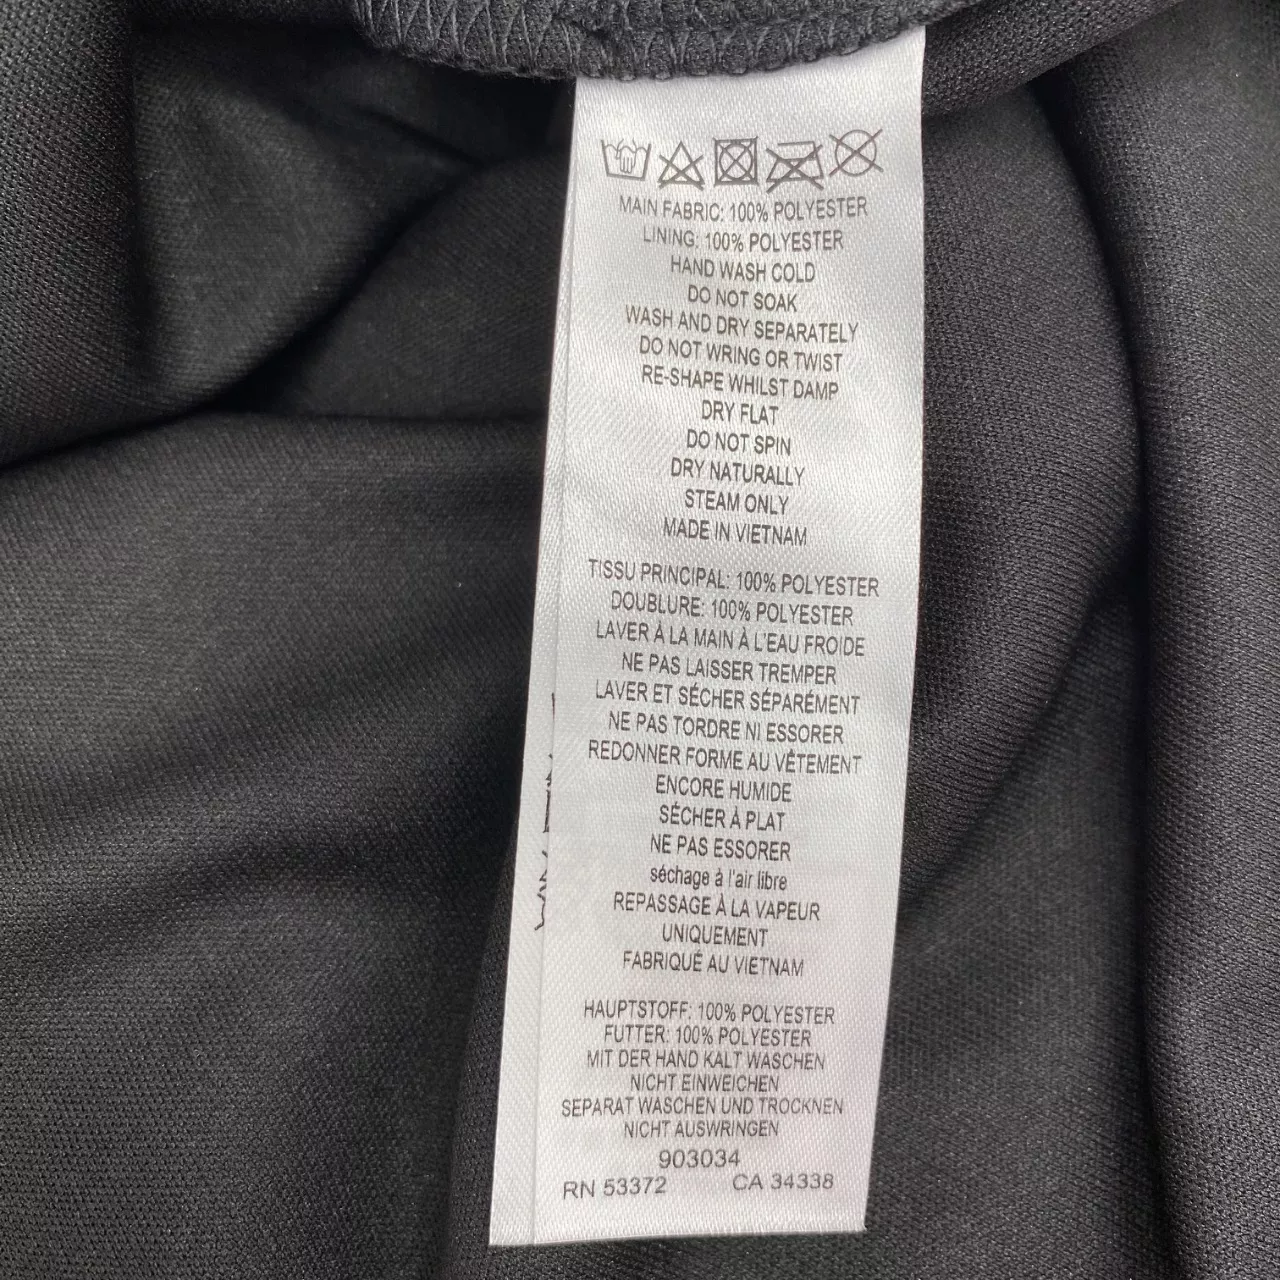 MAIN FABRIC: 100% POLYESTER
LINING: 100% POLYESTER
HAND WASH COLD
DO NOT SOAK
WASH AND DRY SEPARATELY
DO NOT WRING OR TWIST
RE-SHAPE WHILST DAMP
DRY FLAT
DO NOT SPIN
DRY NATURALLY
STEAM ONLY
MADE IN VIETNAM
TISSU PRINCIPAL: 100% POLYESTER
DOUBLURE: 100% POLYESTER
LAVER À LA MAIN À L'EAU FROIDE
NE PAS LAISSER TREMPER
LAVER ET SÉCHER SÉPARÉMENT
NE PAS TORDRE NI ESSORER
REDONNER FORME AU VÊTEMENT
ENCORE HUMIDE
SÉCHER À PLAT
NE PAS ESSORER
séchage à l'air libre
REPASSAGE À LA VAPEUR
UNIQUEMENT
FABRIQUÉ AU VIETNAM
HAUPTSTOFF: 100% POLYESTER
FUTTER: 100% POLYESTER
MIT DER HAND KALT WASCHEN
NICHT EINWEICHEN
SEPARAT WASCHEN UND TROCKNEN
NICHT AUSWRINGEN
903034
RN 53372 CA 34338